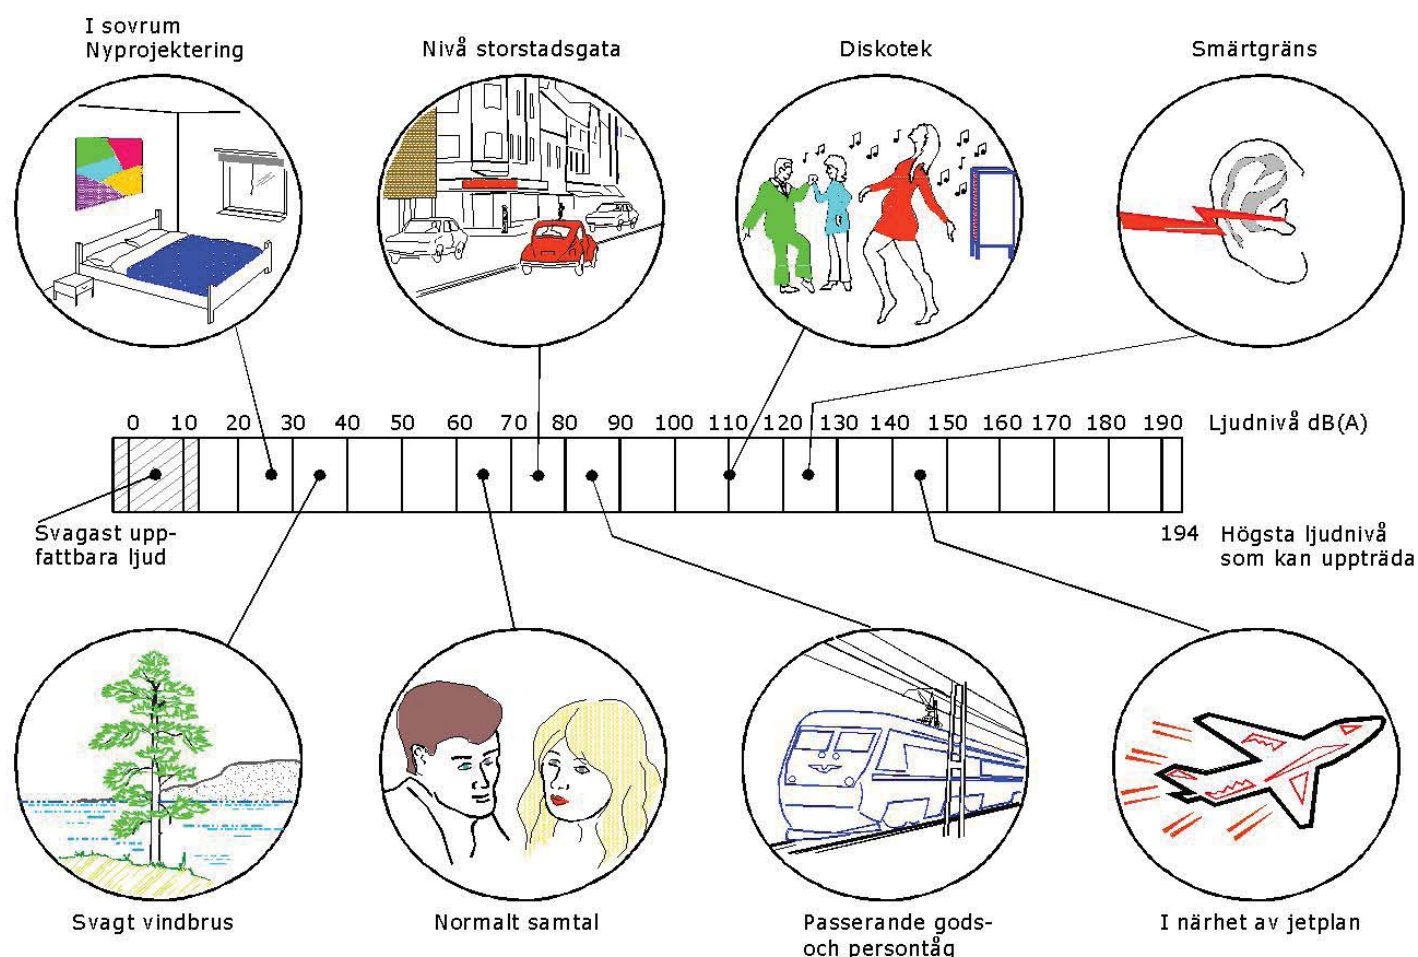 I sovrum
Nyprojektering
Nivå storstadsgata
Diskotek
Smärtgräns
0 10 20 30 40 50 60 70 80 90 100 110 120 130 140 150 160 170 180 190 Ljudnivå dB(A)
Svagast upp-
fattbara ljud
194 Högsta ljudnivå
som kan uppträda
Svagt vindbrus
Normalt samtal
Passerande gods-
och persontåg
I närhet av jetplan